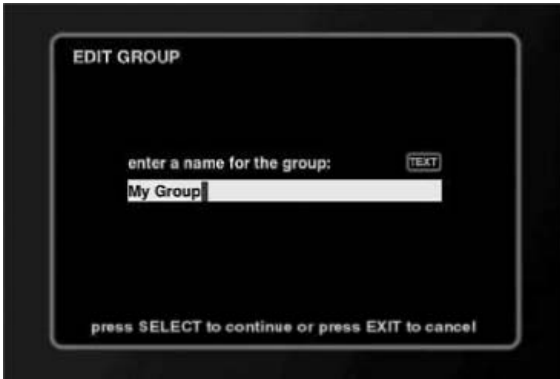 EDIT GROUP
enter a name for the group: TEXT
My Group
press SELECT to continue or press EXIT to cancel